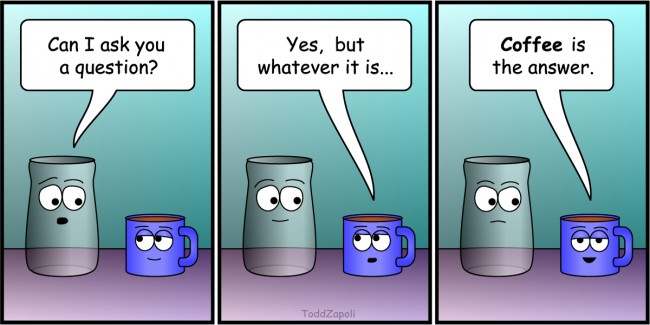 Can I ask you
a question?
Yes, but
whatever it is...
Coffee is
the answer.
ToddZapoli